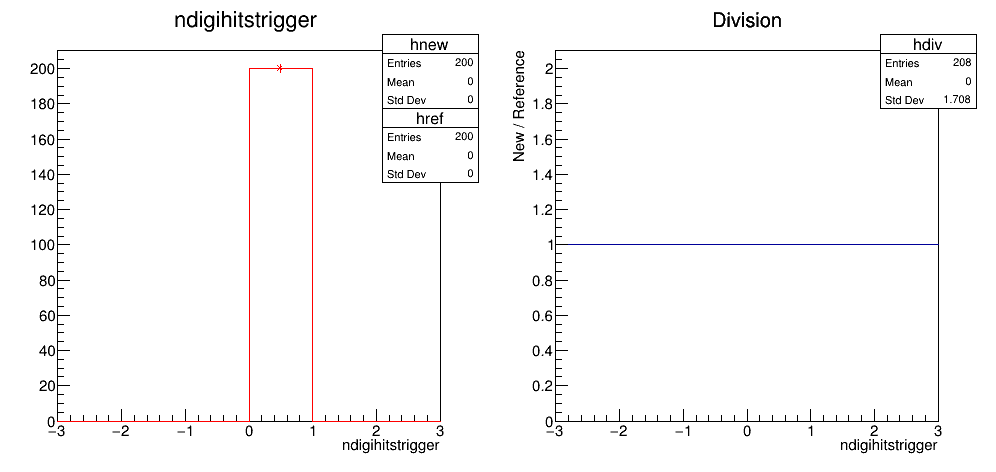 ndigihitstrigger
hnew
Entries 200
Mean 0
Std Dev 0
href
Entries 200
Mean 0
Std Dev 0
200
180
160
140
120
100
80
60
40
20
0
−3 −2 −1 0 1 2 3
ndigihitstrigger
Division
hdiv
Entries 208
Mean 0
Std Dev 1.708
New / Reference
2
1.8
1.6
1.4
1.2
1
0.8
0.6
0.4
0.2
0
−3 −2 −1 0 1 2 3
ndigihitstrigger